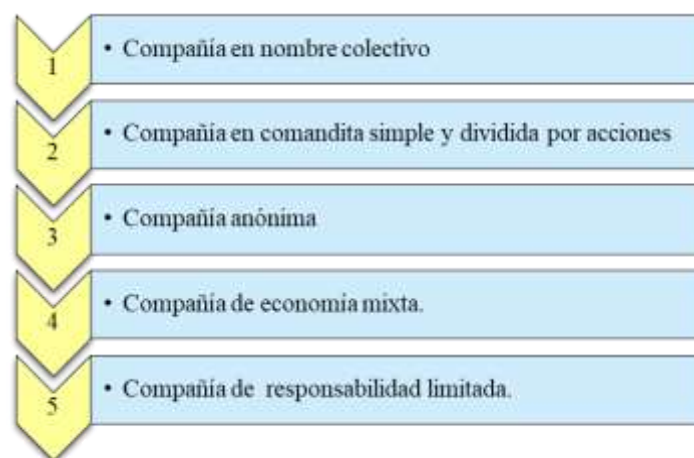 1
• Compañía en nombre colectivo
2
• Compañía en comandita simple y dividida por acciones
3
• Compañía anónima
4
• Compañía de economía mixta.
5
• Compañía de responsabilidad limitada.